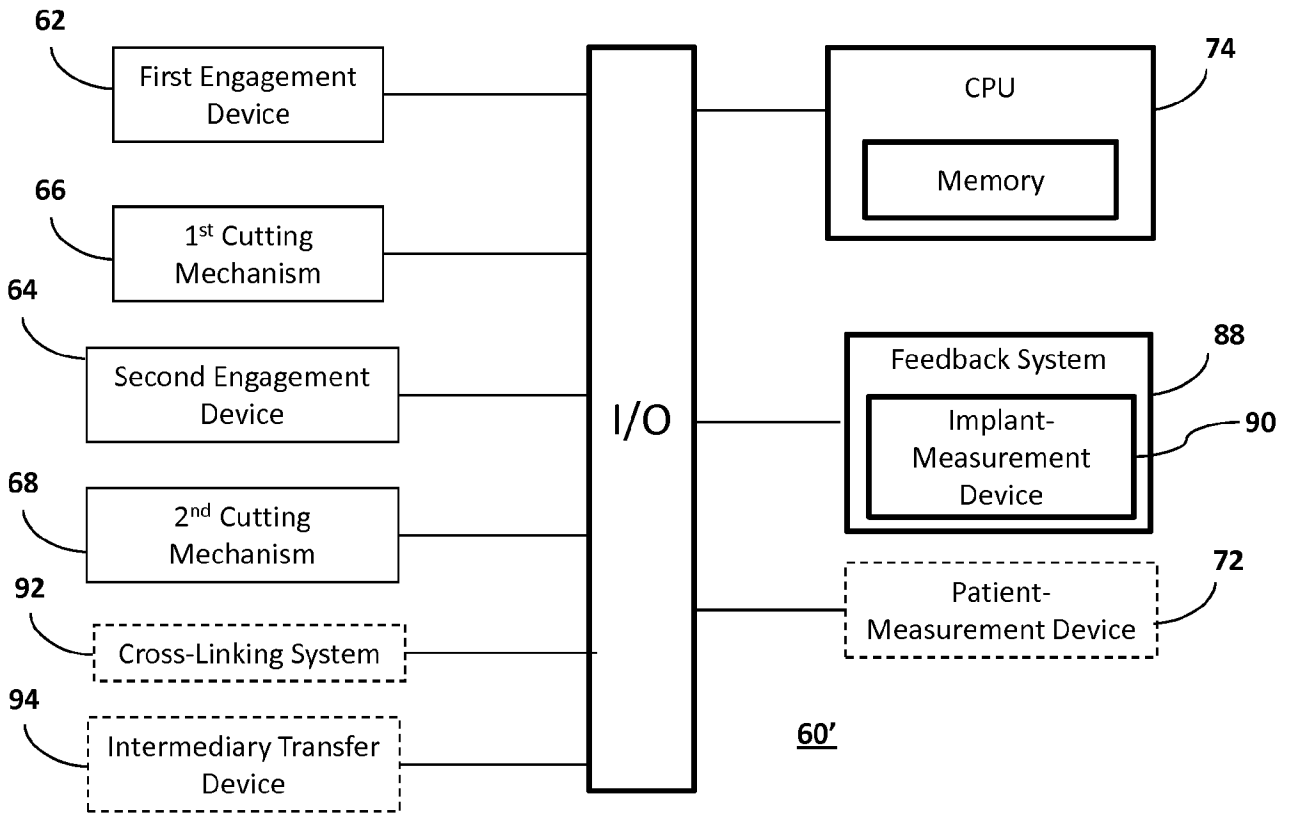 62
First Engagement
Device
66
1st Cutting
Mechanism
64
Second Engagement
Device
68
2nd Cutting
Mechanism
92
Cross-Linking System
94
Intermediary Transfer
Device
I/O
74
CPU
Memory
88
Feedback System
90
Implant-
Measurement
Device
72
Patient-
Measurement Device
60’